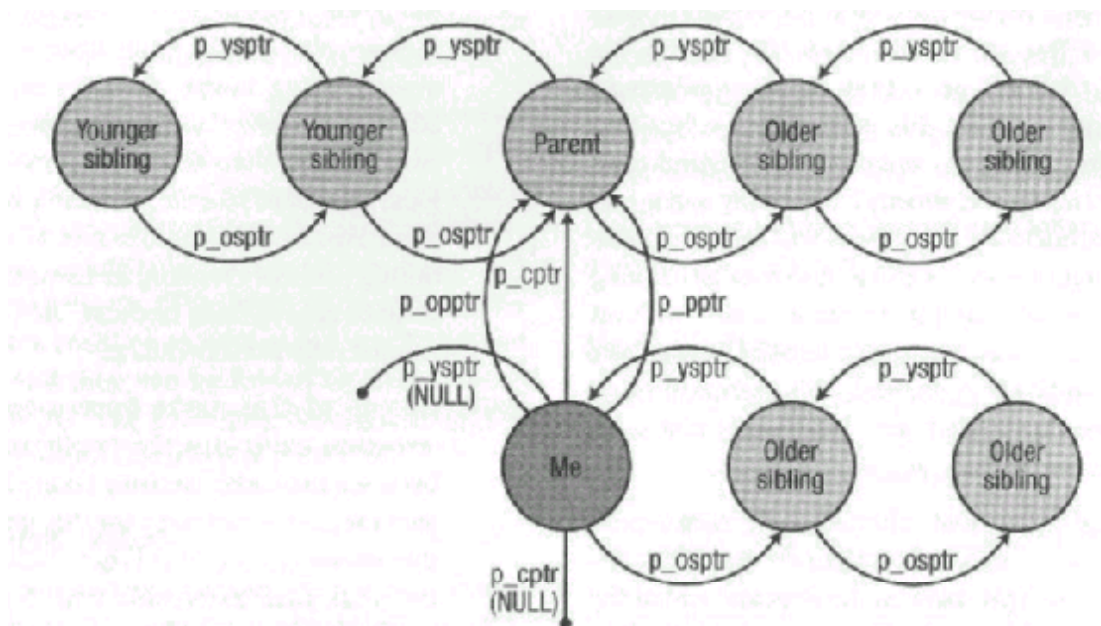 p_ysptr
p_ysptr
p_ysptr
p_ysptr
Younger
sibling
Younger
sibling
Parent
Older
sibling
Older
sibling
p_osptr
p_osptr
p_osptr
p_osptr
p_cptr
p_opptr
p_pptr
p_ysptr
(NULL)
p_ysptr
p_ysptr
Me
Older
sibling
Older
sibling
p_osptr
p_osptr
p_cptr
(NULL)